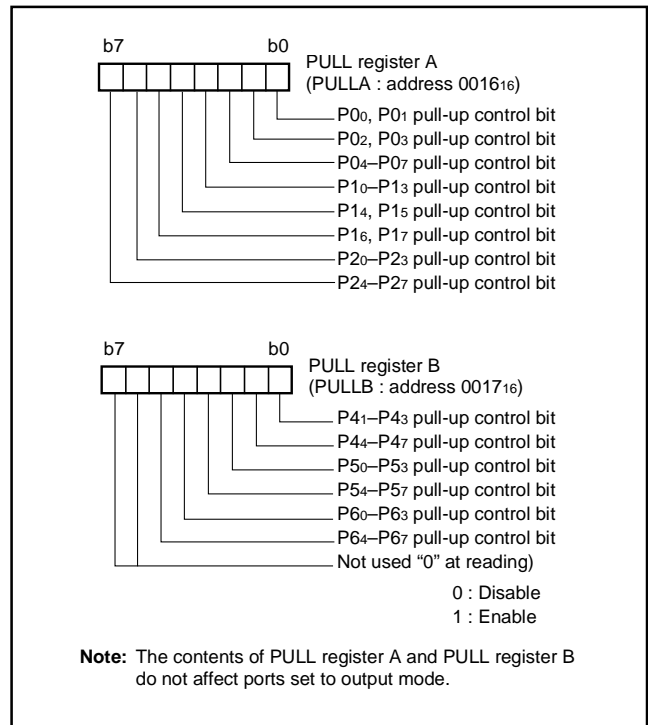 b7 b0
PULL register A
(PULLA : address 001616)
P00, P01 pull-up control bit
P02, P03 pull-up control bit
P04–P07 pull-up control bit
P10–P13 pull-up control bit
P14, P15 pull-up control bit
P16, P17 pull-up control bit
P20–P23 pull-up control bit
P24–P27 pull-up control bit
b7 b0
PULL register B
(PULLB : address 001716)
P41–P43 pull-up control bit
P44–P47 pull-up control bit
P50–P53 pull-up control bit
P54–P57 pull-up control bit
P60–P63 pull-up control bit
P64–P67 pull-up control bit
Not used “0” at reading)
0 : Disable
1 : Enable
Note: The contents of PULL register A and PULL register B
do not affect ports set to output mode.